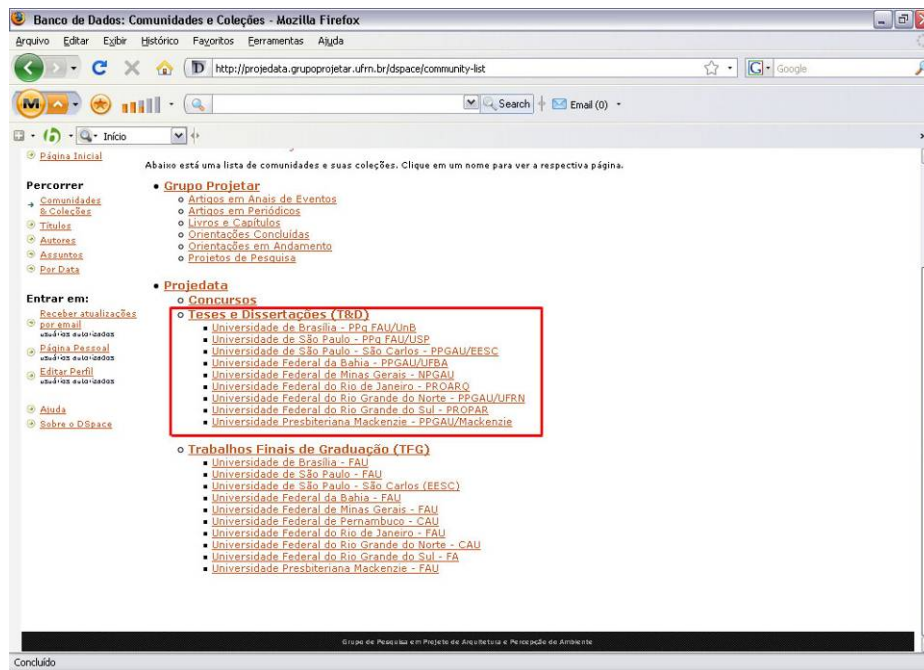 Banco de Dados: Comunidades e Coleções - Mozilla Firefox
Arquivo Editar Exibir Histórico Favoritos Ferramentas Ajuda
http://projedata.grupoprojetar.ufrn.br/dspace/community-list
Google
Search
Email (0)
Início
Página Inicial
Percorrer
Comunidades
& Coleções
Títulos
Autores
Assuntos
Por Data
Entrar em:
Receber atualizações
por email
usuários autorizados
Página Pessoal
usuários autorizados
Editar Perfil
usuários autorizados
Ajuda
Sobre o DSpace
Abaixo está uma lista de comunidades e suas coleções. Clique em um nome para ver a respectiva página.
Grupo Projetar
Artigos em Anais de Eventos
Artigos em Periódicos
Livros e Capítulos
Orientações Concluídas
Orientações em Andamento
Projetos de Pesquisa
Projedata
Concursos
Teses e Dissertações (T&D)
Universidade de Brasília - PPg FAU/UnB
Universidade de São Paulo - PPg FAU/USP
Universidade de São Paulo - São Carlos - PPGAU/EESC
Universidade Federal da Bahia - PPGAU/UFBA
Universidade Federal de Minas Gerais - NPGAU
Universidade Federal do Rio de Janeiro - PROARQ
Universidade Federal do Rio Grande do Norte - PPGAU/UFRN
Universidade Federal do Rio Grande do Sul - PROPAR
Universidade Presbiteriana Mackenzie - PPGAU/Mackenzie
Trabalhos Finais de Graduação (TFG)
Universidade de Brasília - FAU
Universidade de São Paulo - FAU
Universidade de São Paulo - São Carlos (EESC)
Universidade Federal da Bahia - FAU
Universidade Federal de Minas Gerais - FAU
Universidade Federal de Pernambuco - CAU
Universidade Federal do Rio de Janeiro - FAU
Universidade Federal do Rio Grande do Norte - CAU
Universidade Federal do Rio Grande do Sul - FA
Universidade Presbiteriana Mackenzie - FAU
Grupo de Pesquisa em Projeto de Arquitetura e Percepção do Ambiente
Concluído